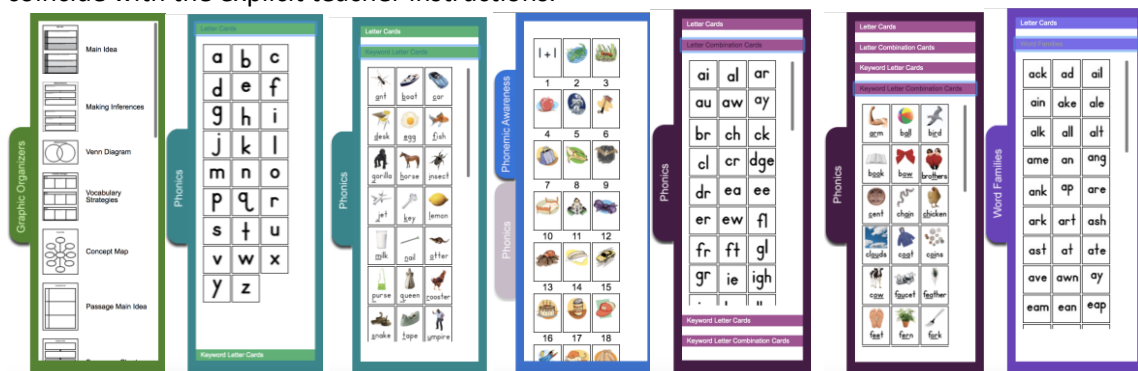 coincide with the explicit teacher instructions.
Graphic Organizers
Main Idea
Making Inferences
Venn Diagram
Vocabulary
Strategies
Concept Map
Passage Main Idea
Phonics
Letter Cards
a b c
d e f
g h i
j k l
m n o
p q r
s t u
v w x
y z
Keyword Letter Cards
Phonics
Letter Cards
Keyword Letter Cards
ant boat car
desk egg fish
gorilla horse insect
jet key lemon
milk nail otter
purse queen rooster
snake tape umpire
Phonemic Awareness
Phonics
1 2 3
4 5 6
7 8 9
10 11 12
13 14 15
16 17 18
Phonics
Letter Cards
Letter Combination Cards
ai al ar
au aw ay
br ch ck
cl cr dge
dr ea ee
er ew fl
fr ft gl
gr ie igh
Keyword Letter Cards
Keyword Letter Combination Cards
Phonics
Letter Cards
Letter Combination Cards
Keyword Letter Cards
Keyword Letter Combination Cards
arm ball bird
book bow brothers
cent chain chicken
clouds coat coins
cow faucet feather
feet fern fork
Word Families
Letter Cards
Word Families
ack ad ail
ain ake ale
alk all alt
ame an ang
ank ap are
ark art ash
ast at ate
ave awn ay
eam ean eap